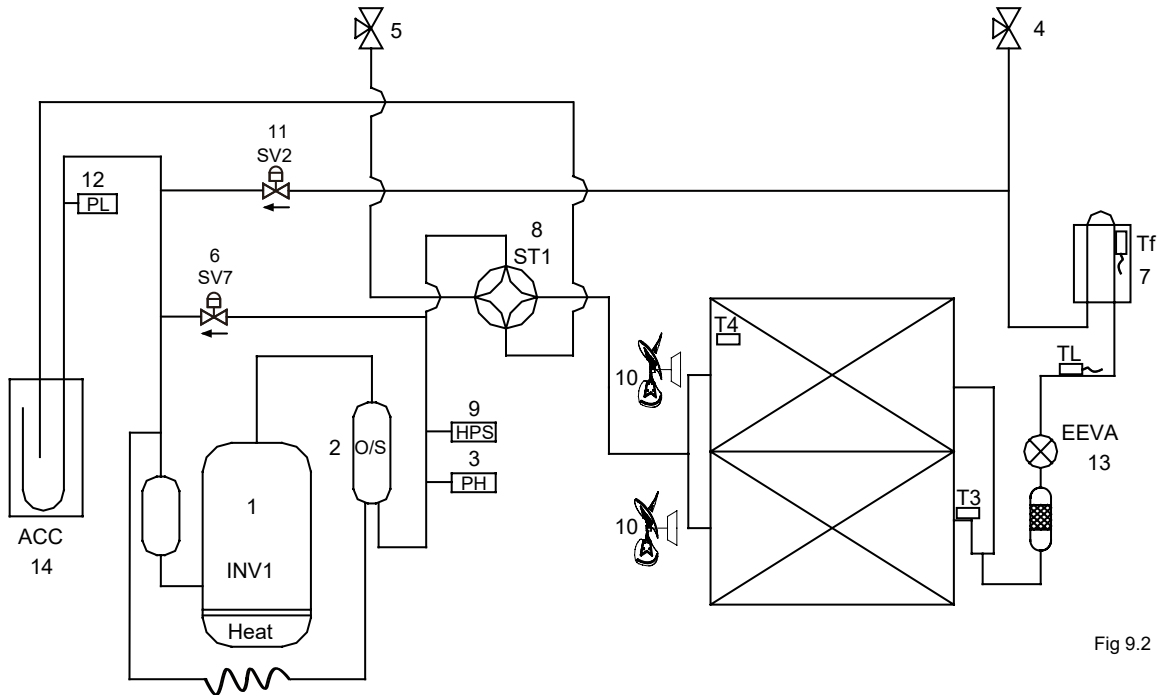 5
4
11
SV2
12
PL
8
ST1
Tf
7
6
SV7
T4
TL
10
9
HPS
2
O/S
EEVA
13
3
PH
T3
1
10
ACC
14
INV1
Heat
Fig 9.2